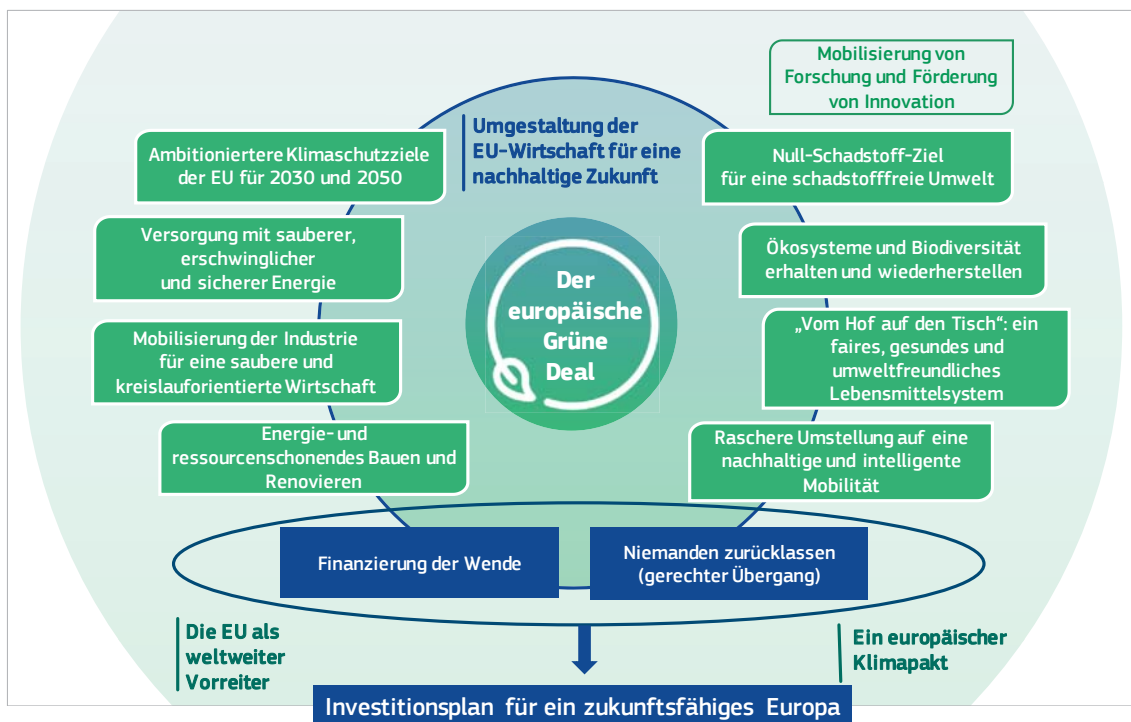 Mobilisierung von
Forschung und Förderung
von Innovation
Umgestaltung der
EU-Wirtschaft für eine
nachhaltige Zukunft
Ambitioniertere Klimaschutzziele
der EU für 2030 und 2050
Versorgung mit sauberer,
erschwinglicher
und sicherer Energie
Mobilisierung der Industrie
für eine saubere und
kreislauforientierte Wirtschaft
Energie- und
ressourcenschonendes Bauen und
Renovieren
Der
europäische
Grüne
Deal
Null-Schadstoff-Ziel
für eine schadstofffreie Umwelt
Ökosysteme und Biodiversität
erhalten und wiederherstellen
„Vom Hof auf den Tisch“: ein
faires, gesundes und
umweltfreundliches
Lebensmittelsystem
Raschere Umstellung auf eine
nachhaltige und intelligente
Mobilität
Finanzierung der Wende
Niemanden zurücklassen
(gerechter Übergang)
Die EU als
weltweiter
Vorreiter
Ein europäischer
Klimapakt
Investitionsplan für ein zukunftsfähiges Europa